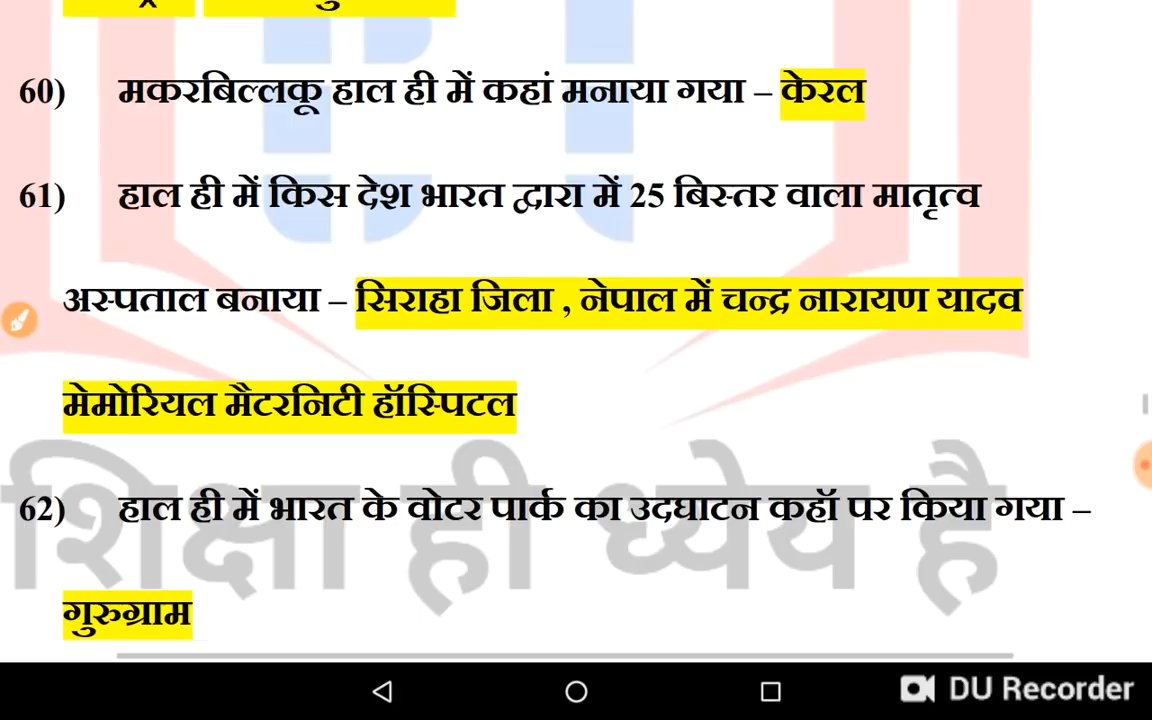 60) मकरबिल्लकू हाल ही में कहां मनाया गया – केरल
61) हाल ही में किस देश भारत द्वारा में 25 बिस्तर वाला मातृत्व
अस्पताल बनाया – सिराहा जिला , नेपाल में चन्द्र नारायण यादव
मेमोरियल मैटरनिटी हॉस्पिटल
62) हाल ही में भारत के वोटर पार्क का उदघाटन कहॉ पर किया गया –
शिक्षा ही ध्येय है
गुरुग्राम
DU Recorder